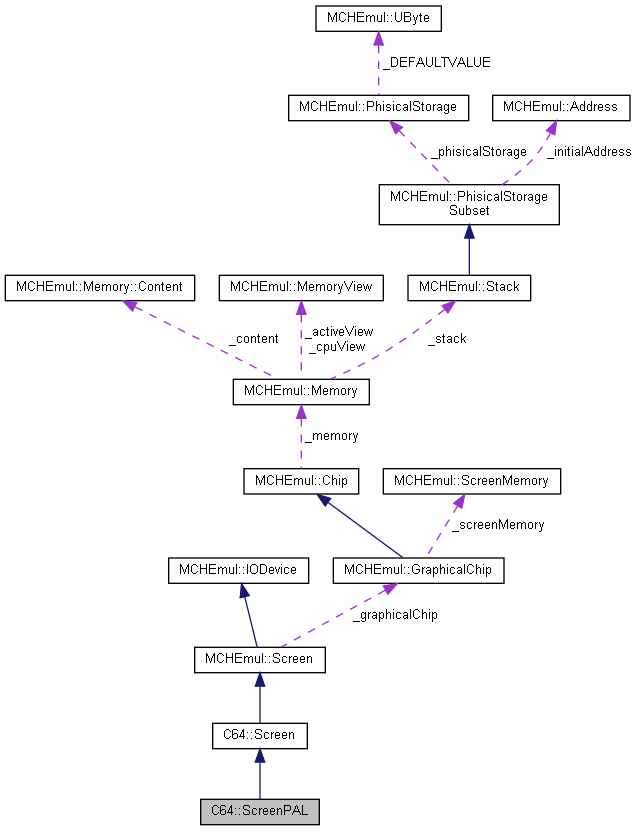 MCHEmul::UByte
_DEFAULTVALUE
MCHEmul::PhisicalStorage
MCHEmul::Address
_phisicalStorage
_initialAddress
MCHEmul::PhisicalStorage
Subset
MCHEmul::Memory::Content
MCHEmul::MemoryView
MCHEmul::Stack
_content
_activeView
_cpuView
_stack
MCHEmul::Memory
_memory
MCHEmul::Chip
MCHEmul::ScreenMemory
_screenMemory
MCHEmul::IODevice
MCHEmul::GraphicalChip
_graphicalChip
MCHEmul::Screen
C64::Screen
C64::ScreenPAL